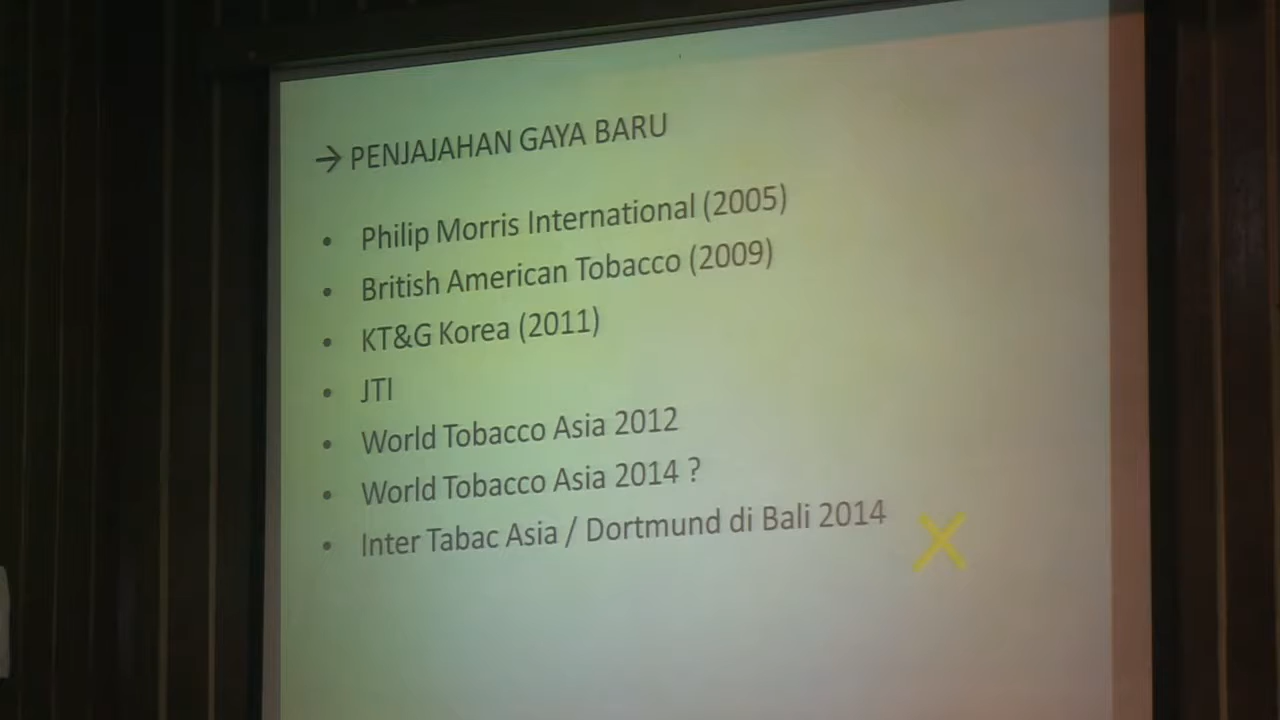 → PENJAJAHAN GAYA BARU
• Philip Morris International (2005)
• British American Tobacco (2009)
• KT&G Korea (2011)
• JTI
• World Tobacco Asia 2012
• World Tobacco Asia 2014 ?
• Inter Tabac Asia / Dortmund di Bali 2014